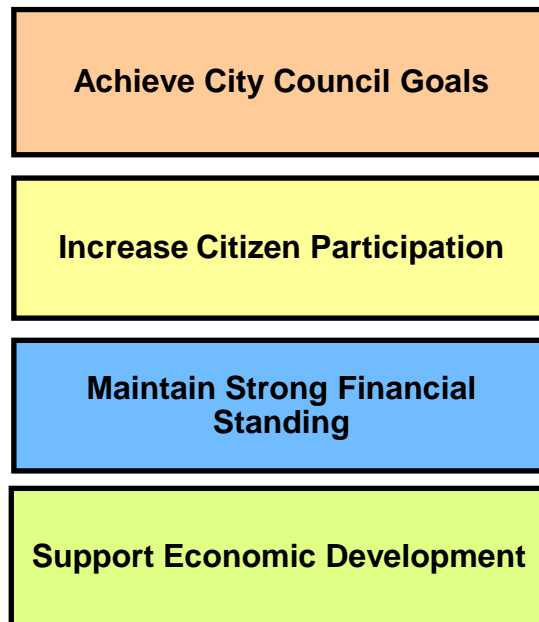 Achieve City Council Goals
Increase Citizen Participation
Maintain Strong Financial
Standing
Support Economic Development